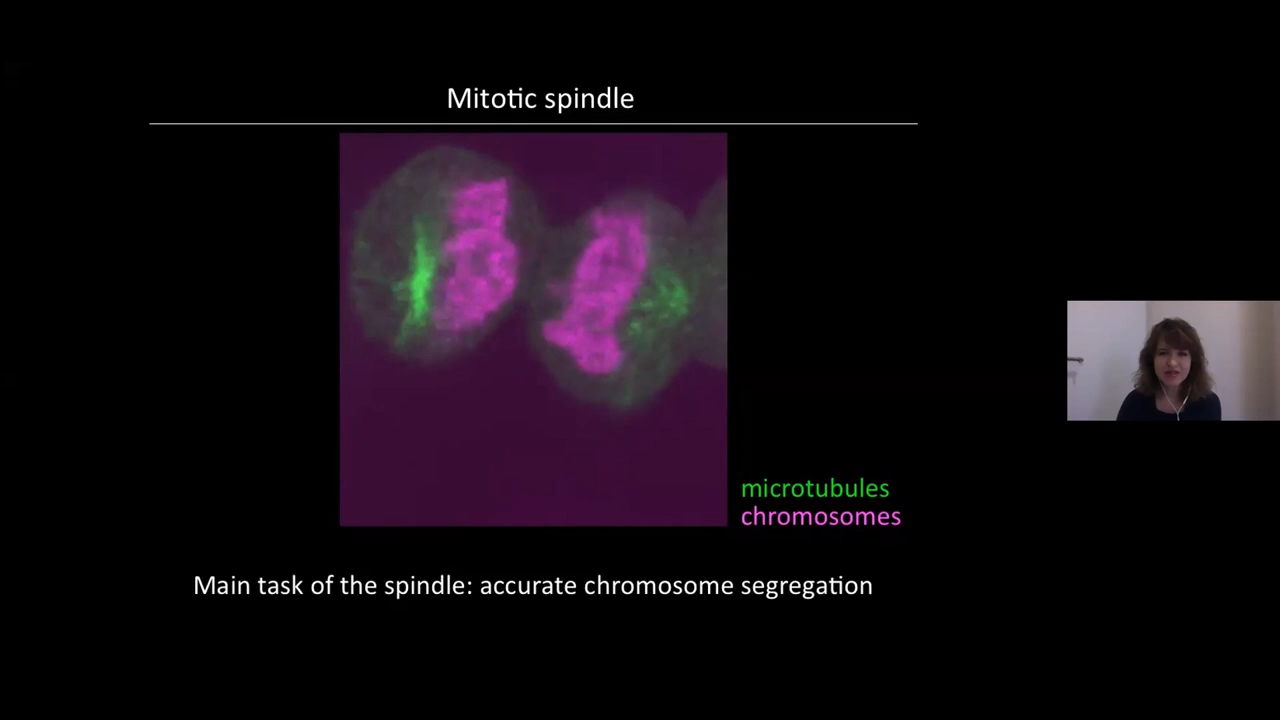 Mitotic spindle
microtubules
chromosomes
Main task of the spindle: accurate chromosome segregation